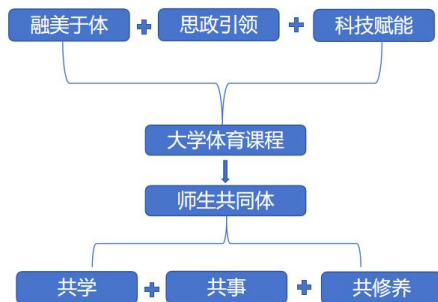 融美于体 + 思政引领 + 科技赋能
大学体育课程
师生共同体
共学 + 共事 + 共修养